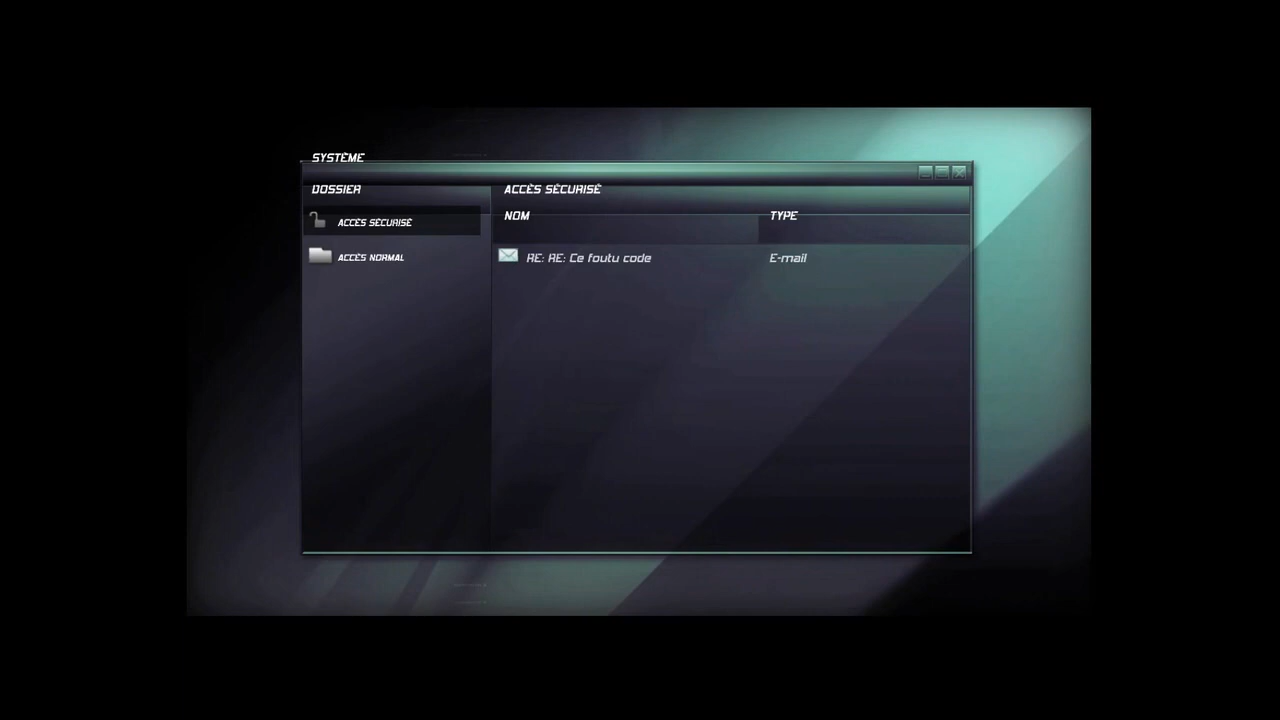 SYSTÈME
DOSSIER
ACCÈS SÉCURISÉ
ACCÈS NORMAL
ACCÈS SÉCURISÉ
NOM TYPE
RE: RE: Ce foutu code E-mail